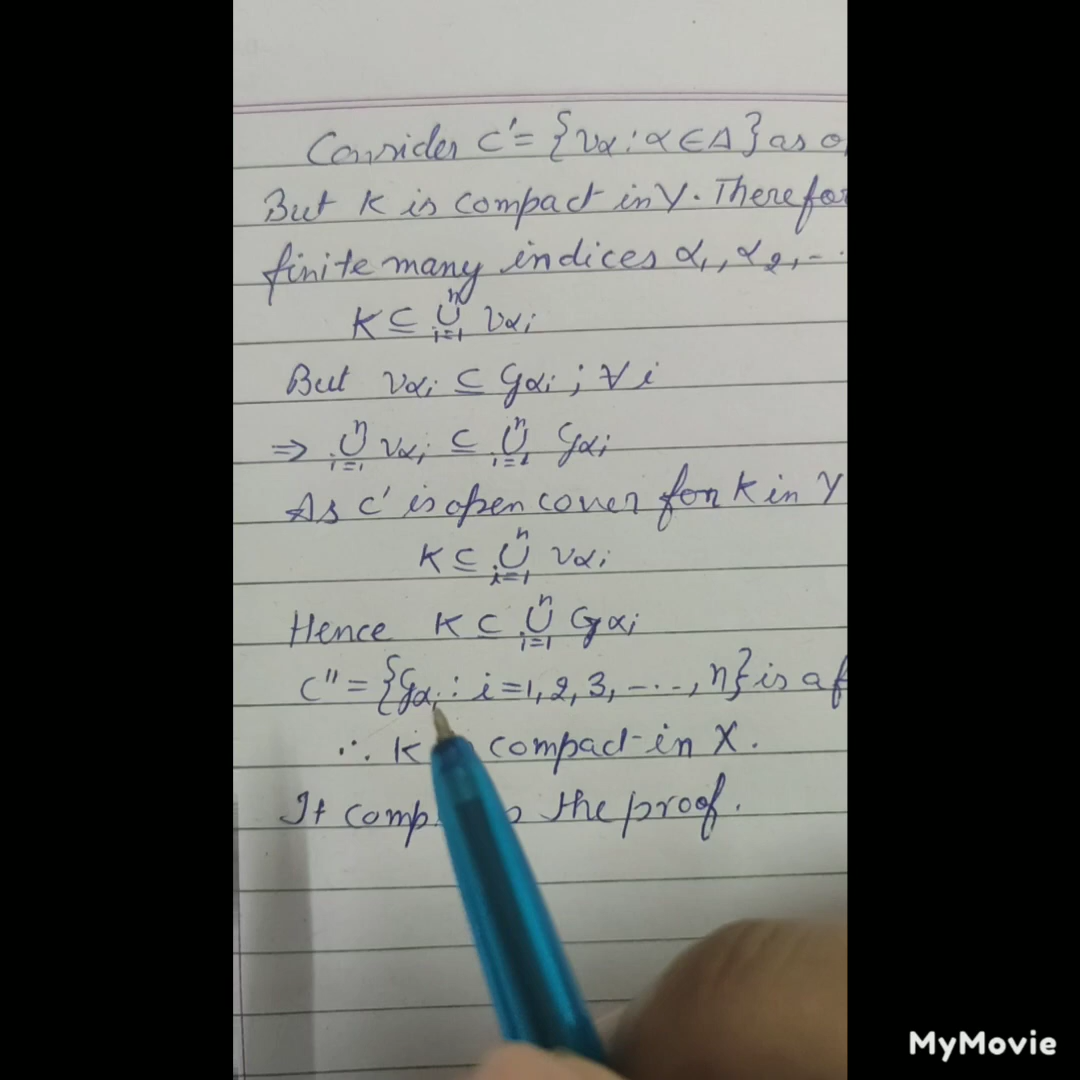 Consider C' = {Vα : α ∈ Δ} as
But K is compact in Y. Therefor
finite many indices α₁, α₂, - .
K ⊆ ⋃ⁿᵢ₌₁ Vαᵢ
But Vαᵢ ⊆ Gαᵢ ; ∀ i
⇒ ⋃ⁿᵢ₌₁ Vαᵢ ⊆ ⋃ⁿᵢ₌₁ Gαᵢ
As C' is open cover for K in Y
K ⊆ ⋃ⁿᵢ₌₁ Vαᵢ
Hence K ⊂ ⋃ⁿᵢ₌₁ Gαᵢ
C'' = {Gαᵢ : i = 1, 2, 3, - - - , n} is a f
∴ K compact in X.
It comp the proof.
MyMovie